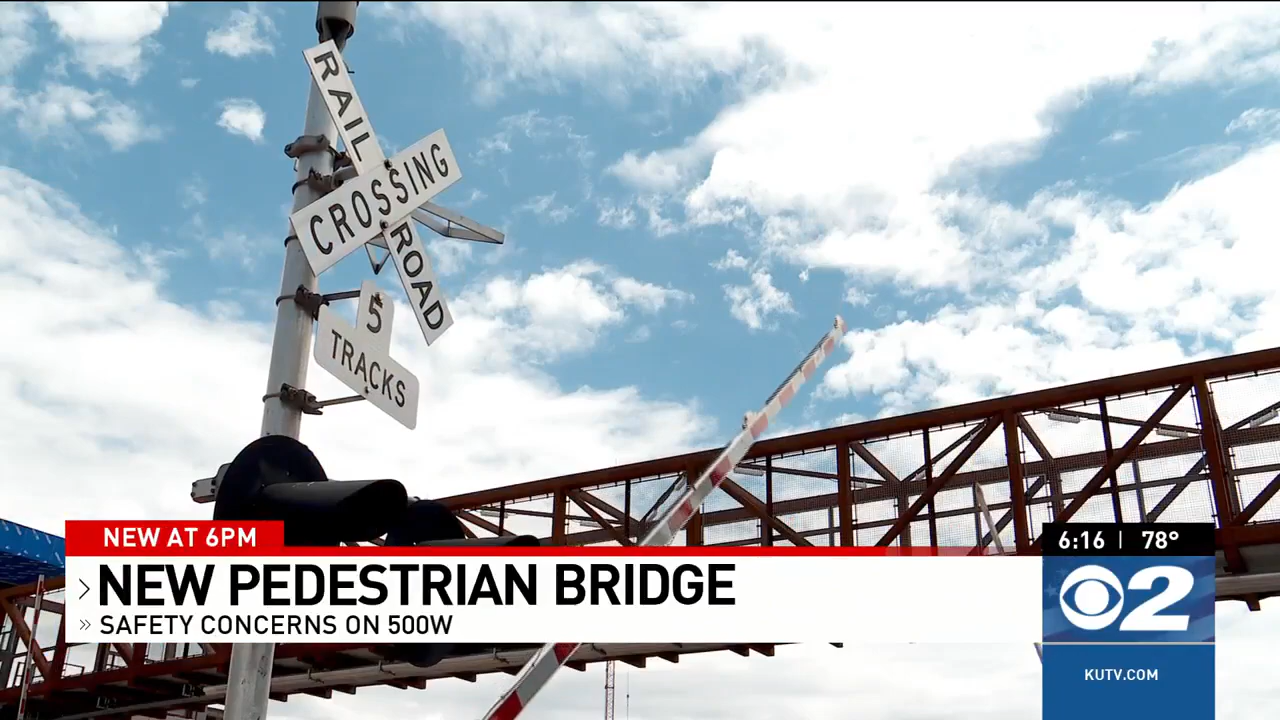 RAIL
CROSSING
ROAD
5
TRACKS
NEW AT 6PM
NEW PEDESTRIAN BRIDGE
SAFETY CONCERNS ON 500W
6:16 | 78°
2
KUTV.COM